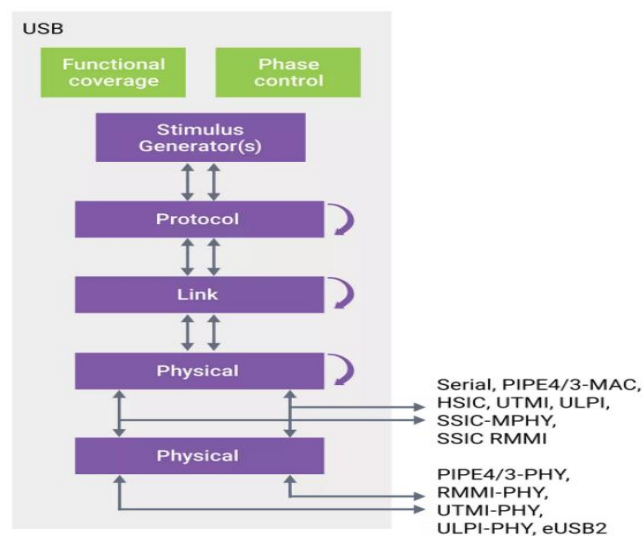 USB
Functional
coverage
Phase
control
Stimulus
Generator(s)
Protocol
Link
Physical
Serial, PIPE4/3-MAC,
HSIC, UTMI, ULPI,
SSIC-MPHY,
SSIC RMMI
Physical
PIPE4/3-PHY,
RMMI-PHY,
UTMI-PHY,
ULPI-PHY, eUSB2